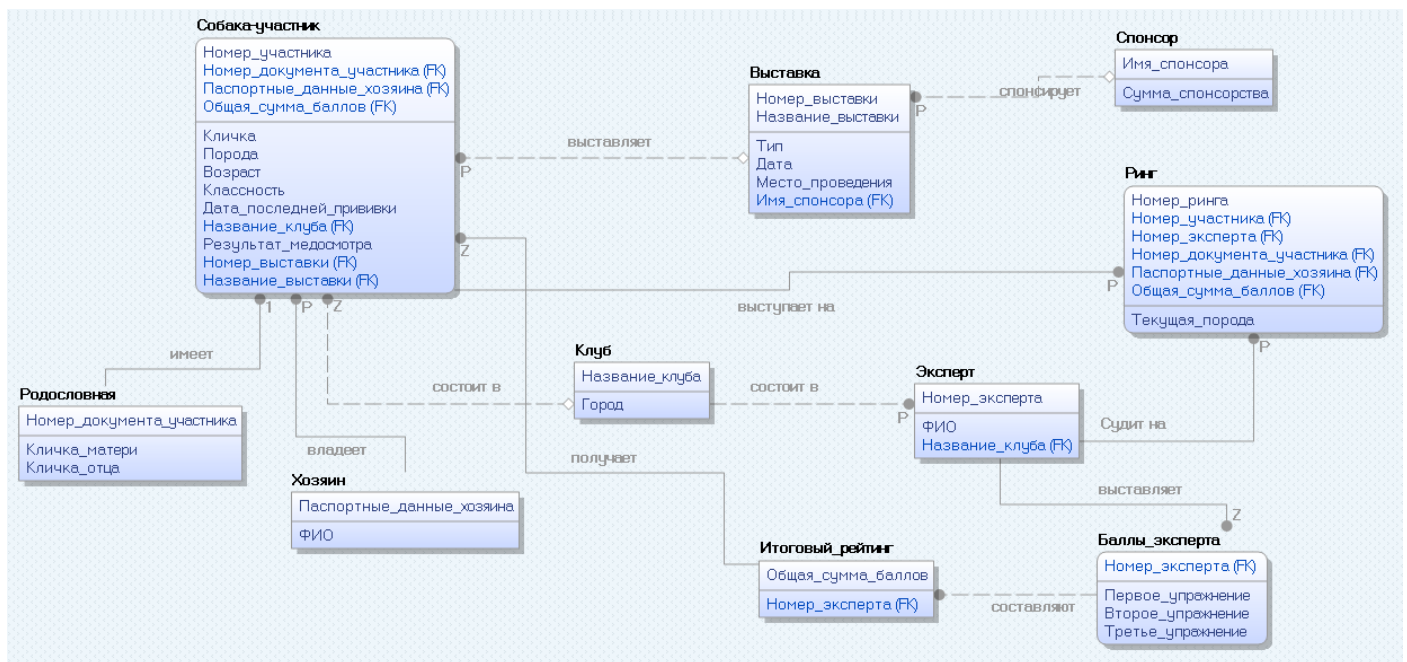 Собака-участник
Номер_участника
Номер_документа_участника (FK)
Паспортные_данные_хозяина (FK)
Общая_сумма_баллов (FK)
Кличка
Порода
Возраст
Классность
Дата_последней_прививки
Название_клуба (FK)
Результат_медосмотра
Номер_выставки (FK)
Название_выставки (FK)
P
Z
1
P
Z
выставляет
Выставка
Номер_выставки
Название_выставки
Тип
Дата
Место_проведения
Имя_спонсора (FK)
P
спонсирует
Спонсор
Имя_спонсора
Сумма_спонсорства
Ринг
Номер_ринга
Номер_участника (FK)
Номер_эксперта (FK)
Номер_документа_участника (FK)
Паспортные_данные_хозяина (FK)
Общая_сумма_баллов (FK)
Текущая_порода
P
P
выступает на
имеет
Родословная
Номер_документа_участника
Кличка_матери
Кличка_отца
владеет
Хозяин
Паспортные_данные_хозяина
ФИО
состоит в
Клуб
Название_клуба
Город
состоит в
P
Эксперт
Номер_эксперта
ФИО
Название_клуба (FK)
Судит на
получает
выставляет
Z
Итоговый_рейтинг
Общая_сумма_баллов
Номер_эксперта (FK)
составляют
Баллы_эксперта
Номер_эксперта (FK)
Первое_упражнение
Второе_упражнение
Третье_упражнение